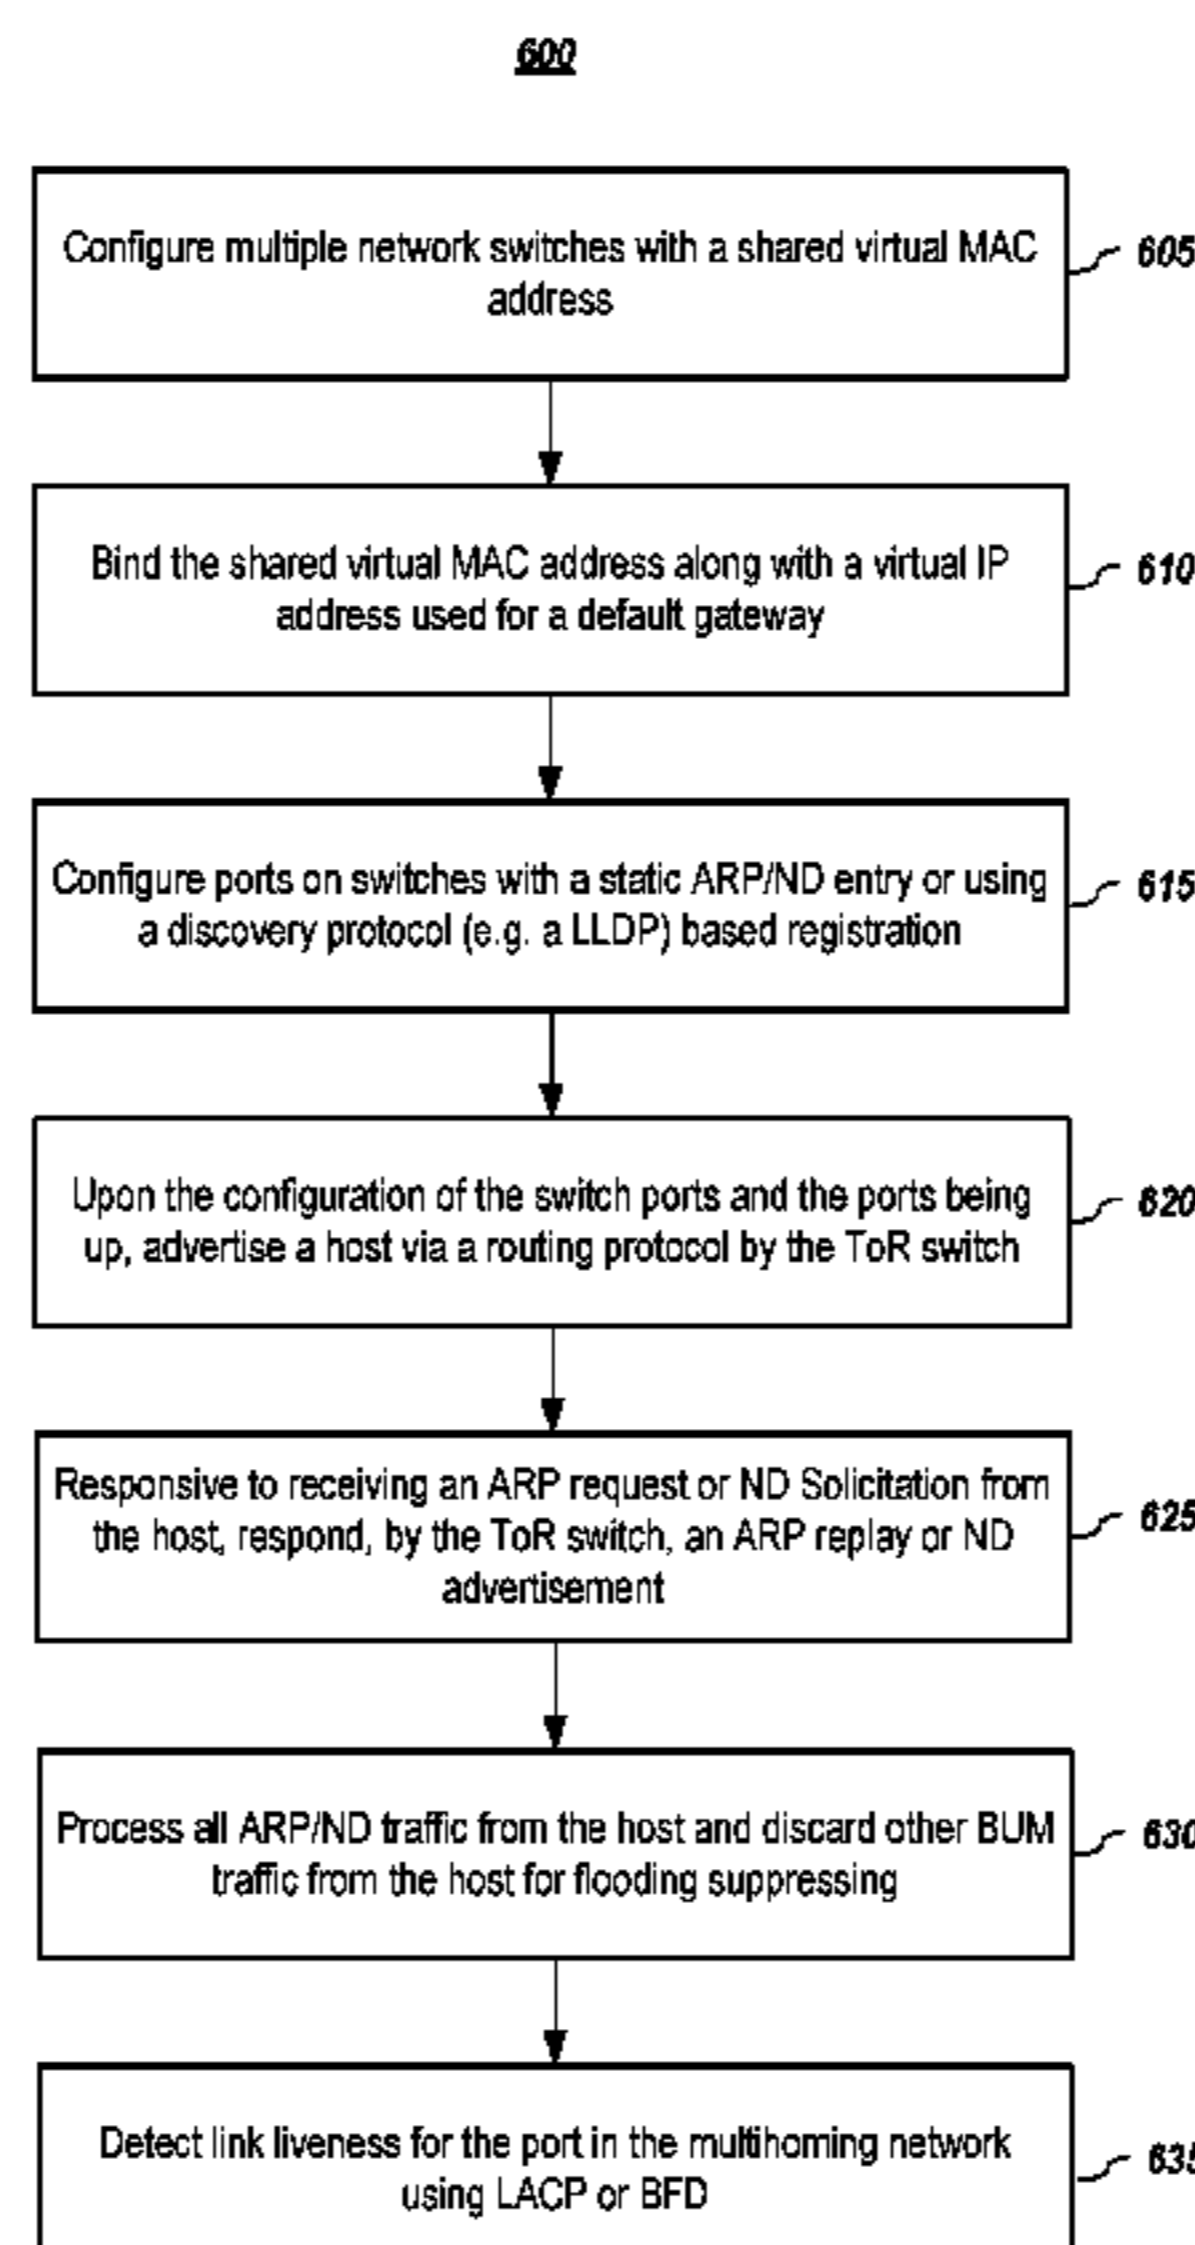 600
Configure multiple network switches with a shared virtual MAC
address
605
Bind the shared virtual MAC address along with a virtual IP
address used for a default gateway
610
Configure ports on switches with a static ARP/ND entry or using
a discovery protocol (e.g. a LLDP) based registration
615
Upon the configuration of the switch ports and the ports being
up, advertise a host via a routing protocol by the ToR switch
620
Responsive to receiving an ARP request or ND Solicitation from
the host, respond, by the ToR switch, an ARP replay or ND
advertisement
625
Process all ARP/ND traffic from the host and discard other BUM
traffic from the host for flooding suppressing
630
Detect link liveness for the port in the multihoming network
using LACP or BFD
635